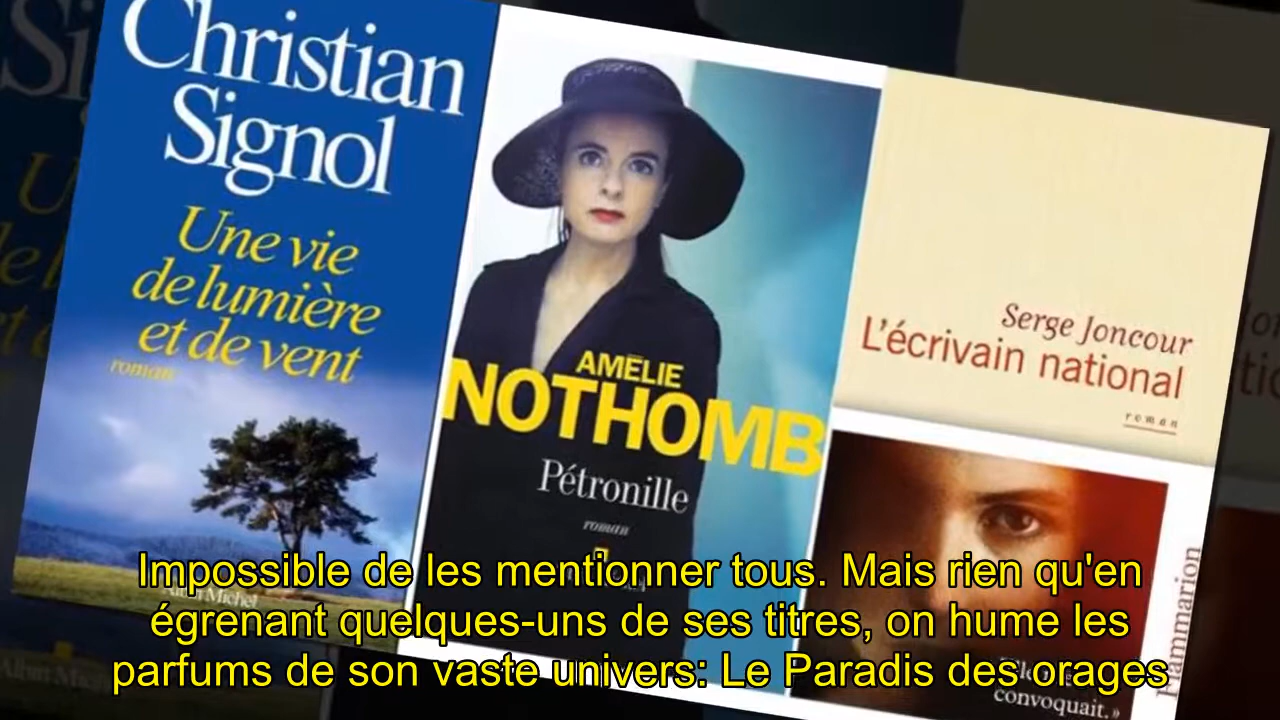 Christian
Signol
Une vie
de lumière
et de vent
roman
Albin Michel
AMÉLIE
NOTHOMB
Pétronille
roman
Serge Joncour
L'écrivain national
roman
convoquait. »
Flammarion
Impossible de les mentionner tous. Mais rien qu'en
égrenant quelques-uns de ses titres, on hume les
parfums de son vaste univers: Le Paradis des orages